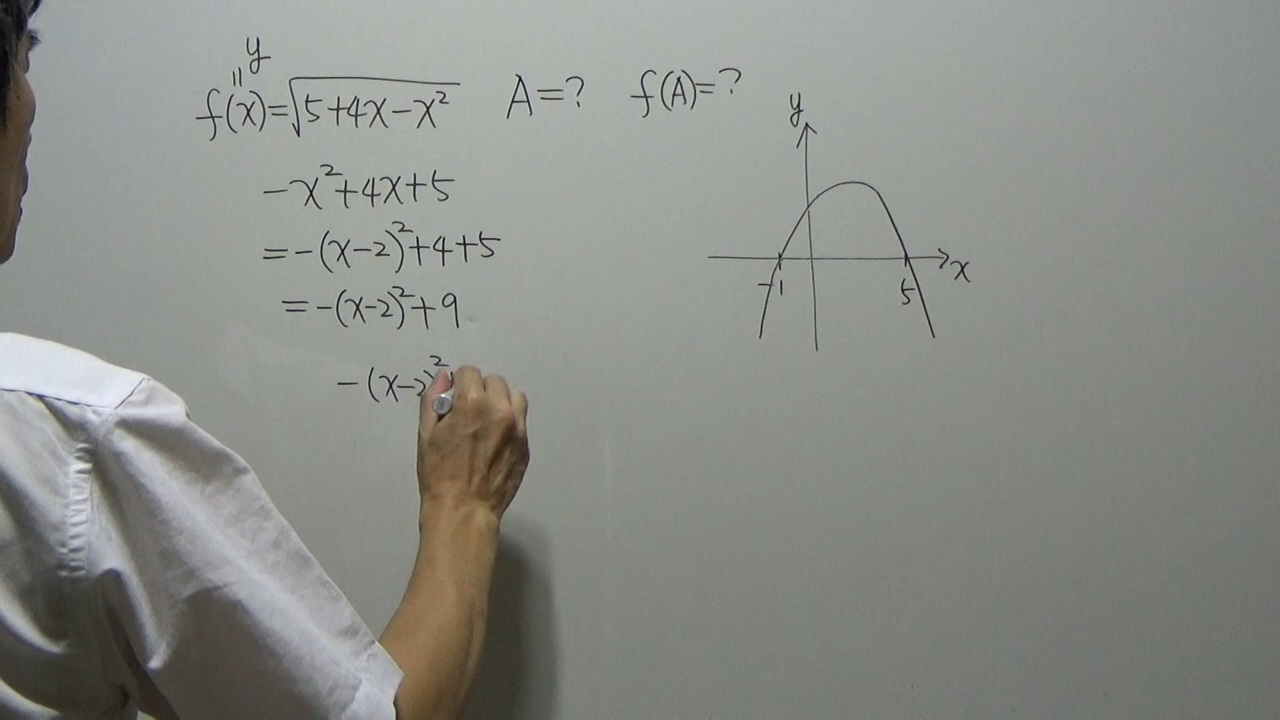 y
=
f(x)=√5+4x-x² A=? f(A)=?
-x²+4x+5
=-(x-2)²+4+5
=-(x-2)²+9
-(x-2)²
y
x
-1 5